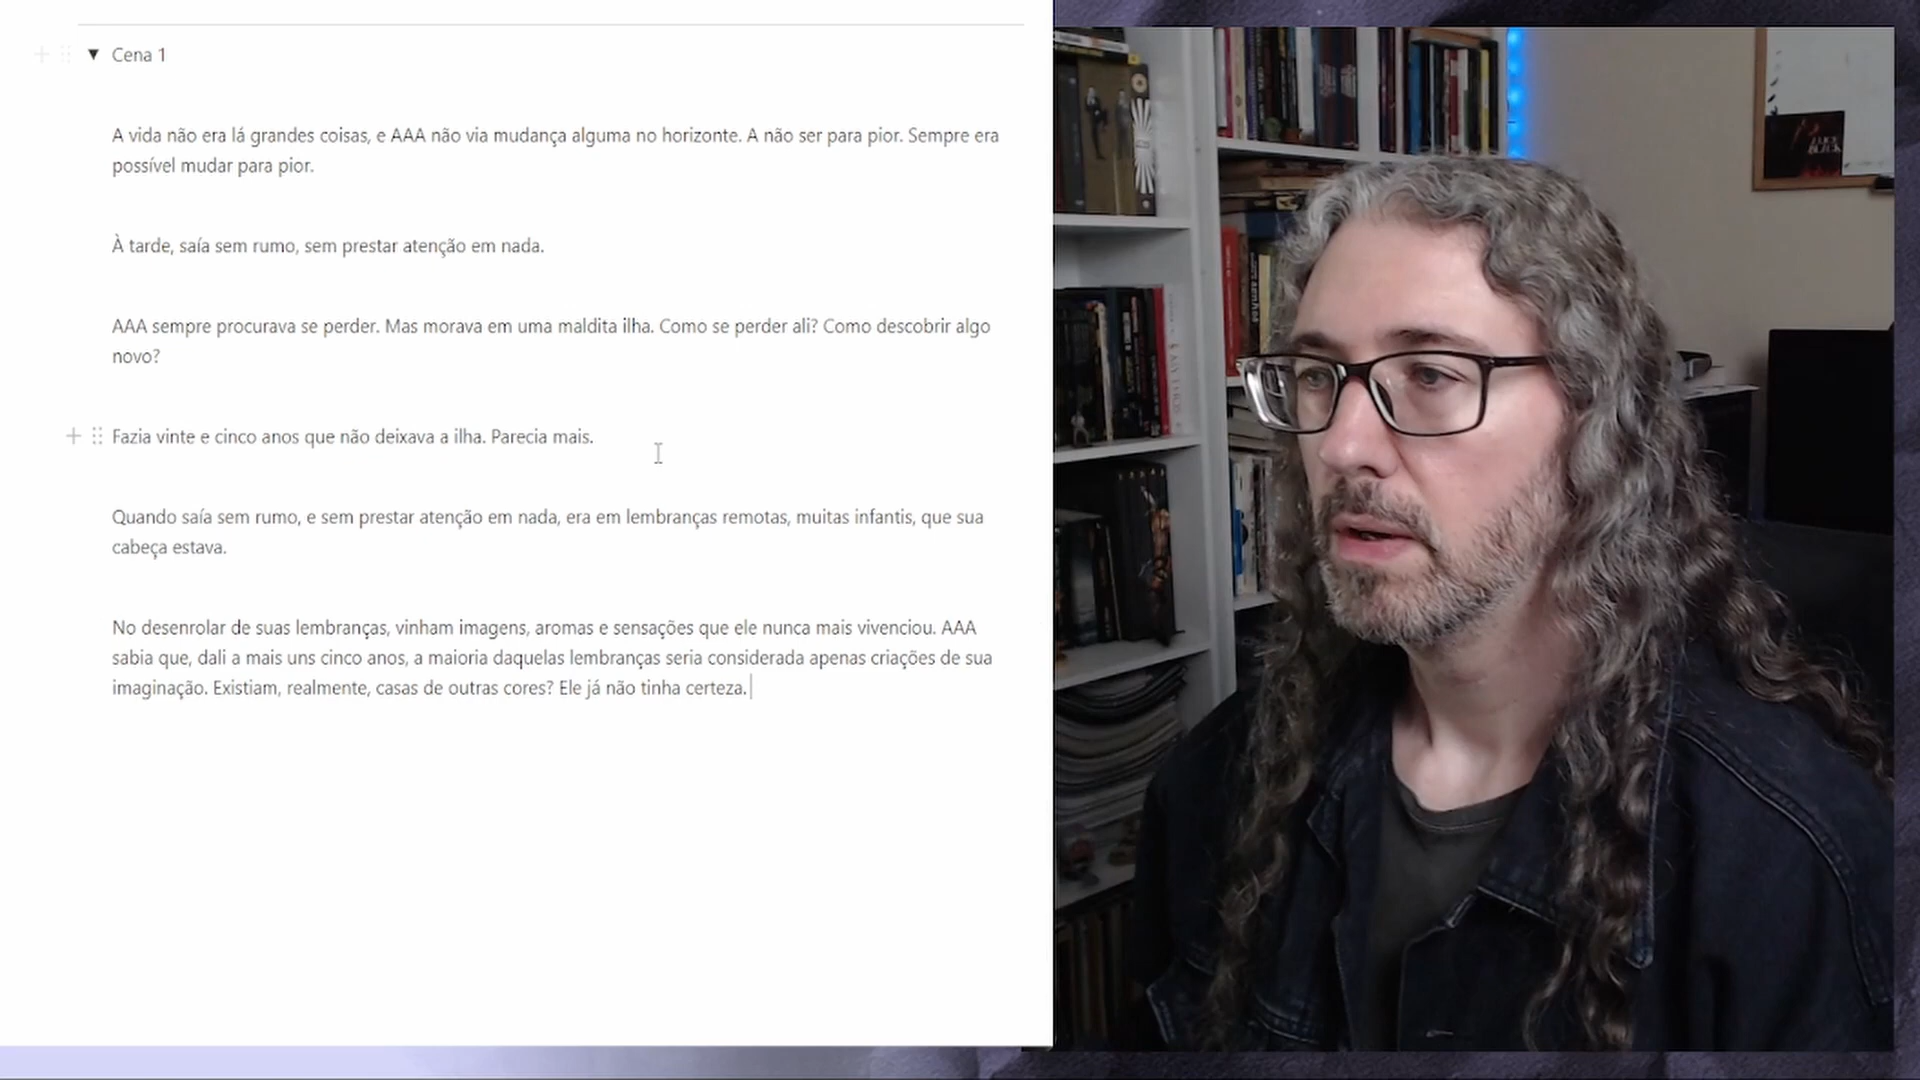 Cena 1
A vida não era lá grandes coisas, e AAA não via mudança alguma no horizonte. A não ser para pior. Sempre era
possível mudar para pior.
À tarde, saía sem rumo, sem prestar atenção em nada.
AAA sempre procurava se perder. Mas morava em uma maldita ilha. Como se perder ali? Como descobrir algo
novo?
Fazia vinte e cinco anos que não deixava a ilha. Parecia mais.
Quando saía sem rumo, e sem prestar atenção em nada, era em lembranças remotas, muitas infantis, que sua
cabeça estava.
No desenrolar de suas lembranças, vinham imagens, aromas e sensações que ele nunca mais vivenciou. AAA
sabia que, dali a mais uns cinco anos, a maioria daquelas lembranças seria considerada apenas criações de sua
imaginação. Existiam, realmente, casas de outras cores? Ele já não tinha certeza.